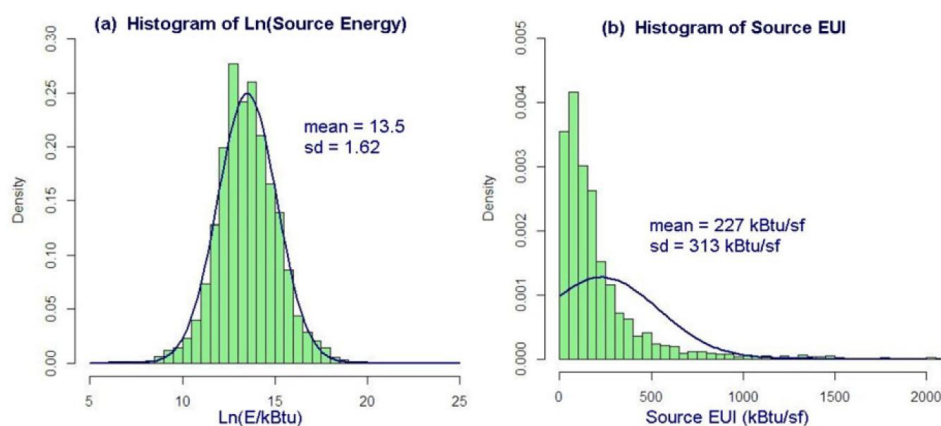 (a) Histogram of Ln(Source Energy)
Density
0.30
0.25
0.20
0.15
0.10
0.05
0.00
mean = 13.5
sd = 1.62
5 10 15 20 25
Ln(E/kBtu)
(b) Histogram of Source EUI
Density
0.005
0.004
0.003
0.002
0.001
0.000
mean = 227 kBtu/sf
sd = 313 kBtu/sf
0 500 1000 1500 2000
Source EUI (kBtu/sf)